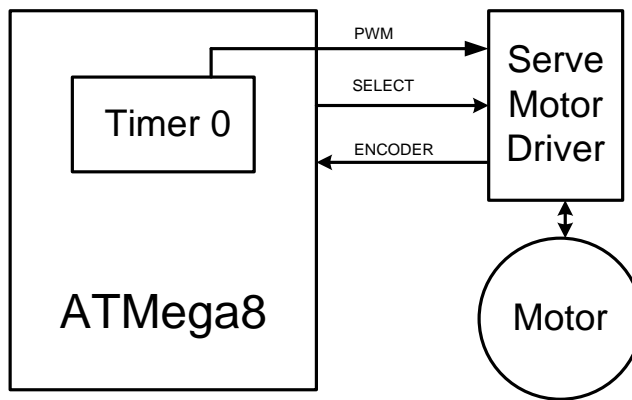 PWM
SELECT
ENCODER
Timer 0
ATMega8
Serve
Motor
Driver
Motor